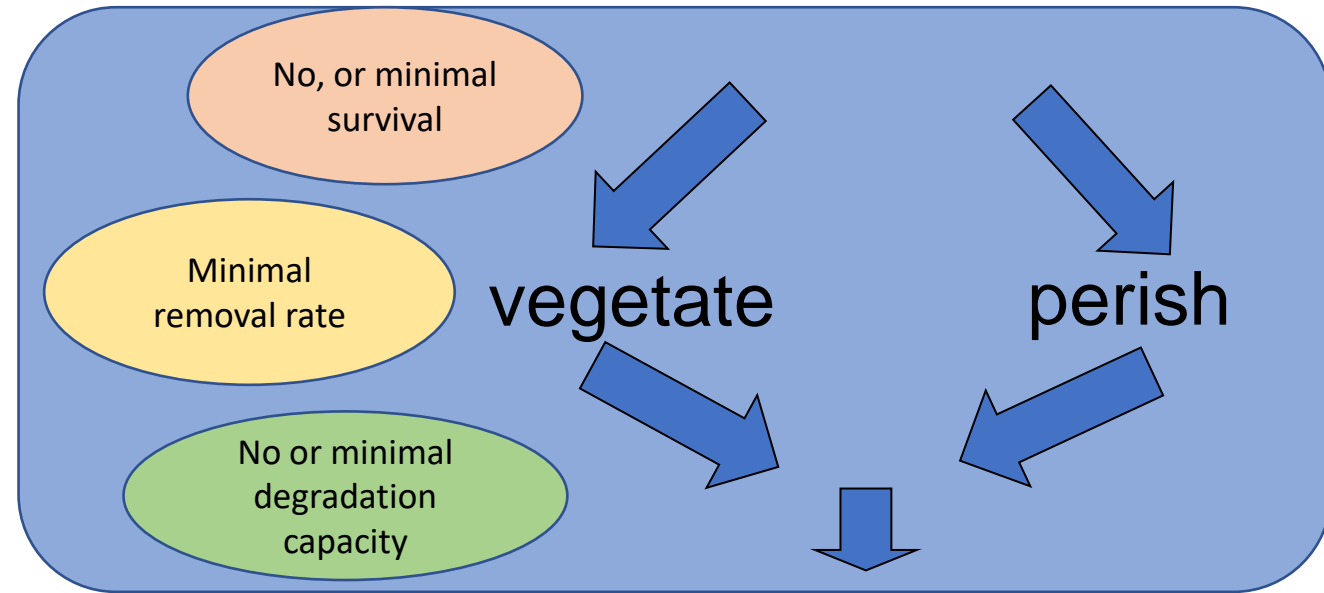 No, or minimal
survival
Minimal
removal rate
vegetate
perish
No or minimal
degradation
capacity